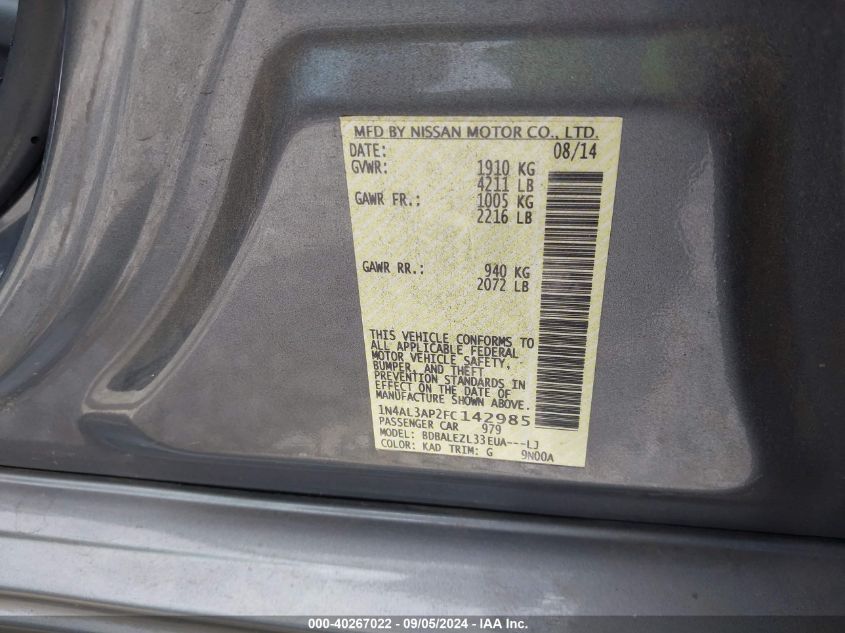 MFD BY NISSAN MOTOR CO., LTD.
DATE: 08/14
GVWR: 1910 KG
4211 LB
GAWR FR.: 1005 KG
2216 LB
GAWR RR.: 940 KG
2072 LB
THIS VEHICLE CONFORMS TO
ALL APPLICABLE FEDERAL
MOTOR VEHICLE SAFETY,
BUMPER, AND THEFT
PREVENTION STANDARDS IN
EFFECT ON THE DATE OF
MANUFACTURE SHOWN ABOVE.
1N4AL3AP2FC142985
PASSENGER CAR 979
MODEL: BDBALEZL33EUA---LJ
COLOR: KAD TRIM: G 9N00A
000-40267022 - 09/05/2024 - IAA Inc.